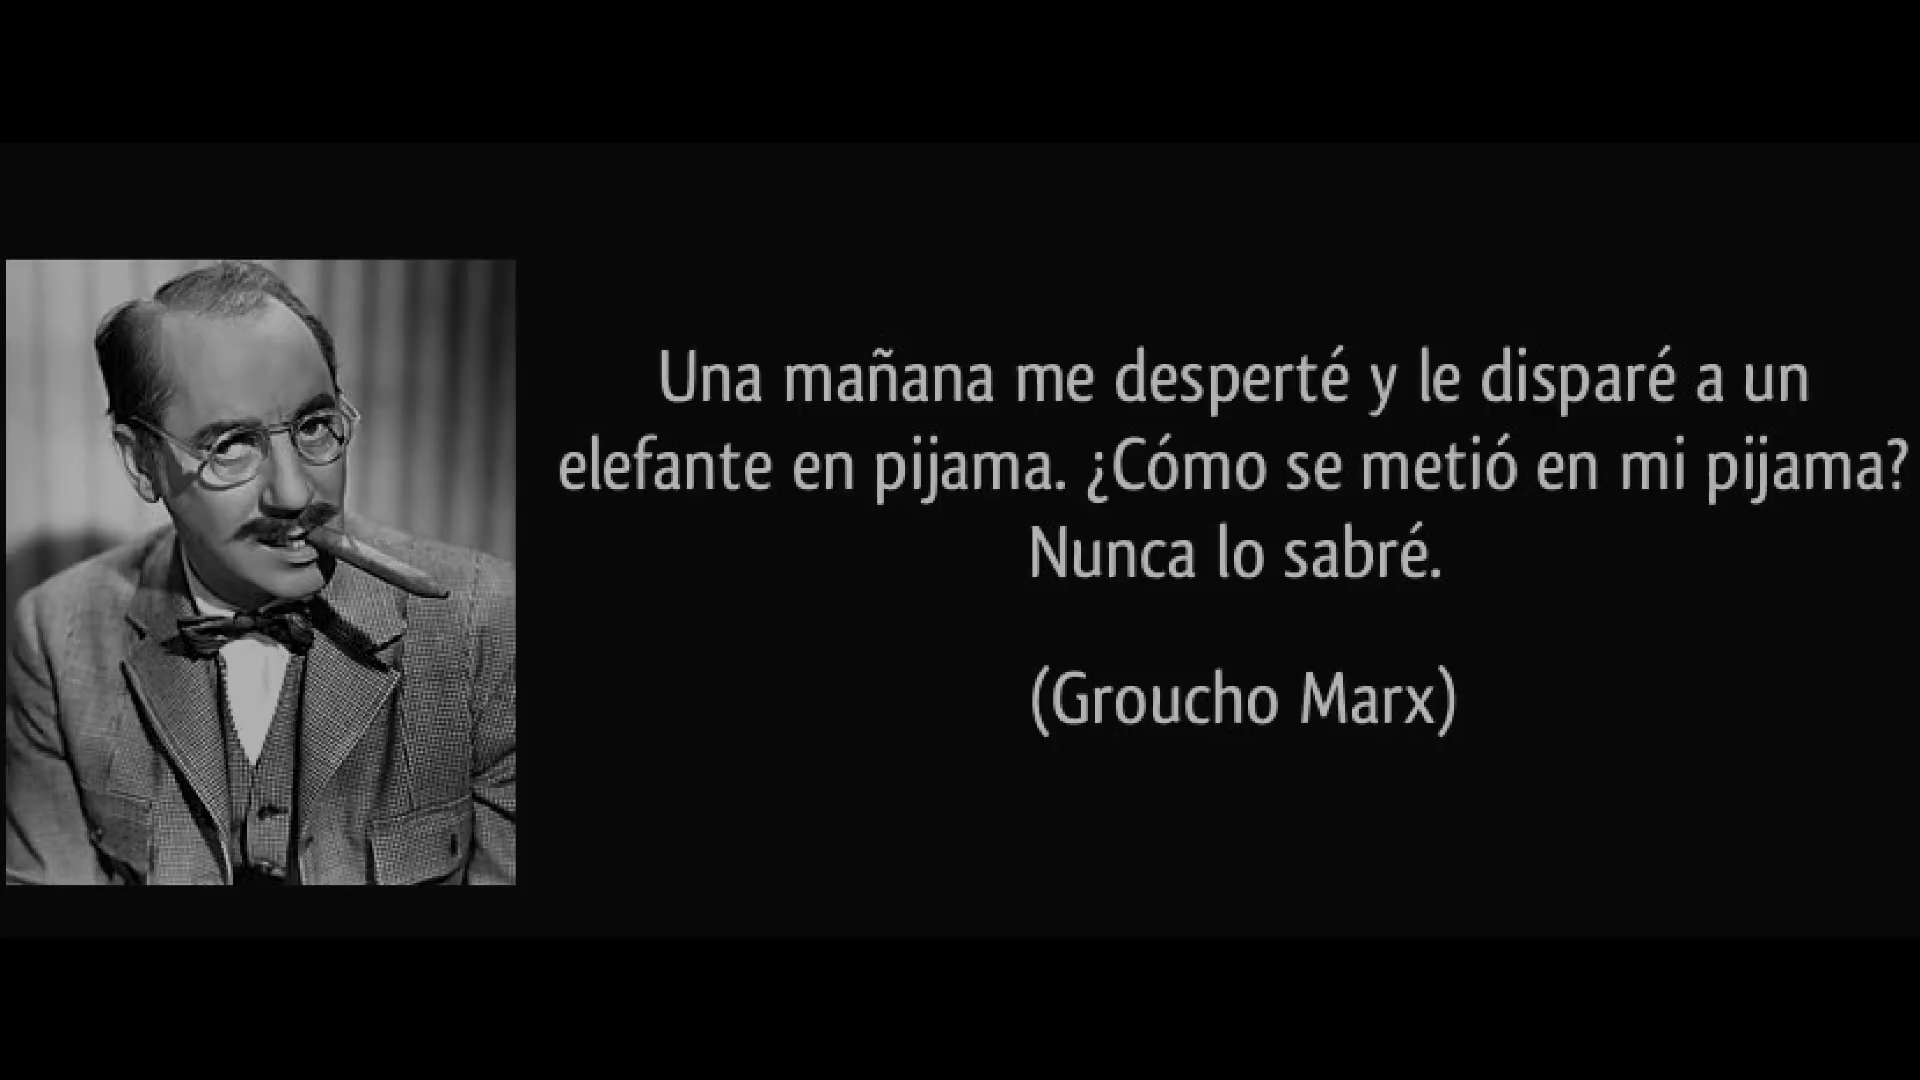 Una mañana me desperté y le disparé a un
elefante en pijama. ¿Cómo se metió en mi pijama?
Nunca lo sabré.
(Groucho Marx)